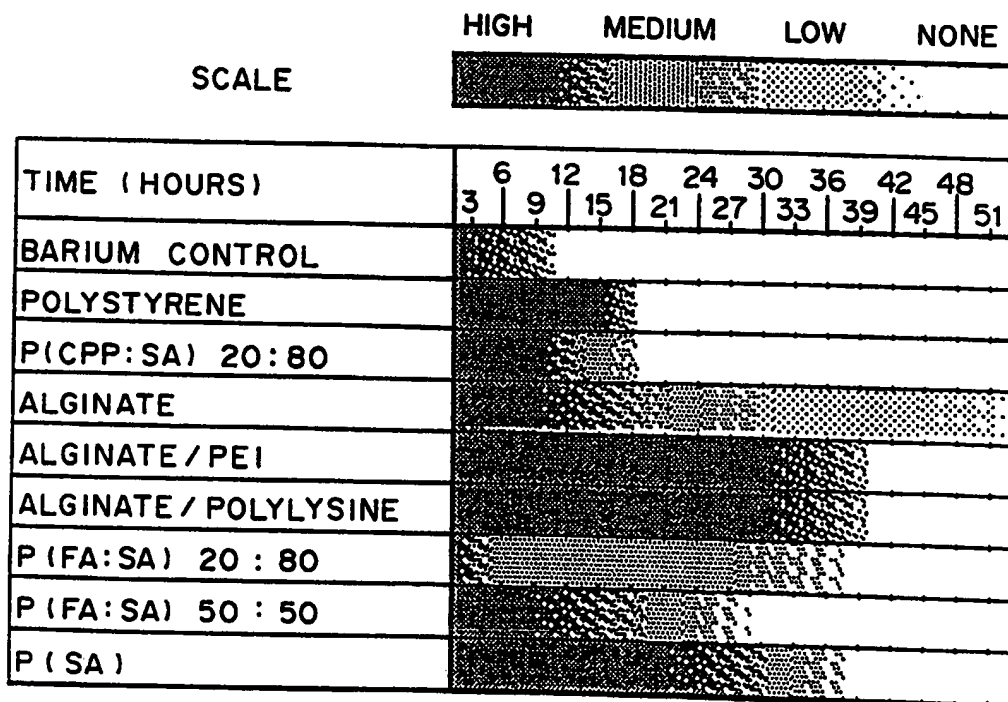 HIGH MEDIUM LOW NONE
SCALE
TIME (HOURS) 6 12 18 24 30 36 42 48
3 9 15 21 27 33 39 45 51
BARIUM CONTROL
POLYSTYRENE
P(CPP:SA) 20:80
ALGINATE
ALGINATE/PEI
ALGINATE/POLYLYSINE
P(FA:SA) 20:80
P(FA:SA) 50:50
P(SA)